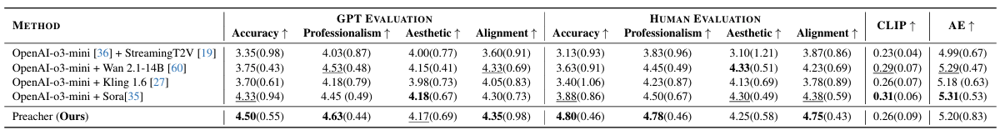 METHOD GPT EVALUATION HUMAN EVALUATION CLIP ↑ AE ↑
Accuracy ↑ Professionalism ↑ Aesthetic ↑ Alignment ↑ Accuracy ↑ Professionalism ↑ Aesthetic ↑ Alignment ↑
OpenAI-o3-mini [36] + StreamingT2V [19] 3.35(0.98) 4.03(0.87) 4.00(0.77) 3.60(0.91) 3.13(0.93) 3.83(0.96) 3.10(1.21) 3.87(0.86) 0.23(0.04) 4.99(0.67)
OpenAI-o3-mini + Wan 2.1-14B [60] 3.75(0.43) 4.53(0.48) 4.15(0.41) 4.33(0.69) 3.63(0.91) 4.45(0.49) 4.33(0.51) 4.23(0.69) 0.29(0.07) 5.29(0.47)
OpenAI-o3-mini + Kling 1.6 [27] 3.70(0.61) 4.18(0.79) 3.98(0.73) 4.05(0.83) 3.40(1.06) 4.23(0.87) 4.13(0.69) 3.78(0.89) 0.26(0.07) 5.18 (0.63)
OpenAI-o3-mini + Sora[35] 4.33(0.94) 4.45 (0.49) 4.18(0.67) 4.30(0.73) 3.88(0.86) 4.50(0.67) 4.30(0.49) 4.38(0.59) 0.31(0.06) 5.31(0.53)
Preacher (Ours) 4.50(0.55) 4.63(0.44) 4.17(0.69) 4.35(0.98) 4.80(0.46) 4.78(0.46) 4.25(0.58) 4.75(0.43) 0.26(0.09) 5.20(0.83)